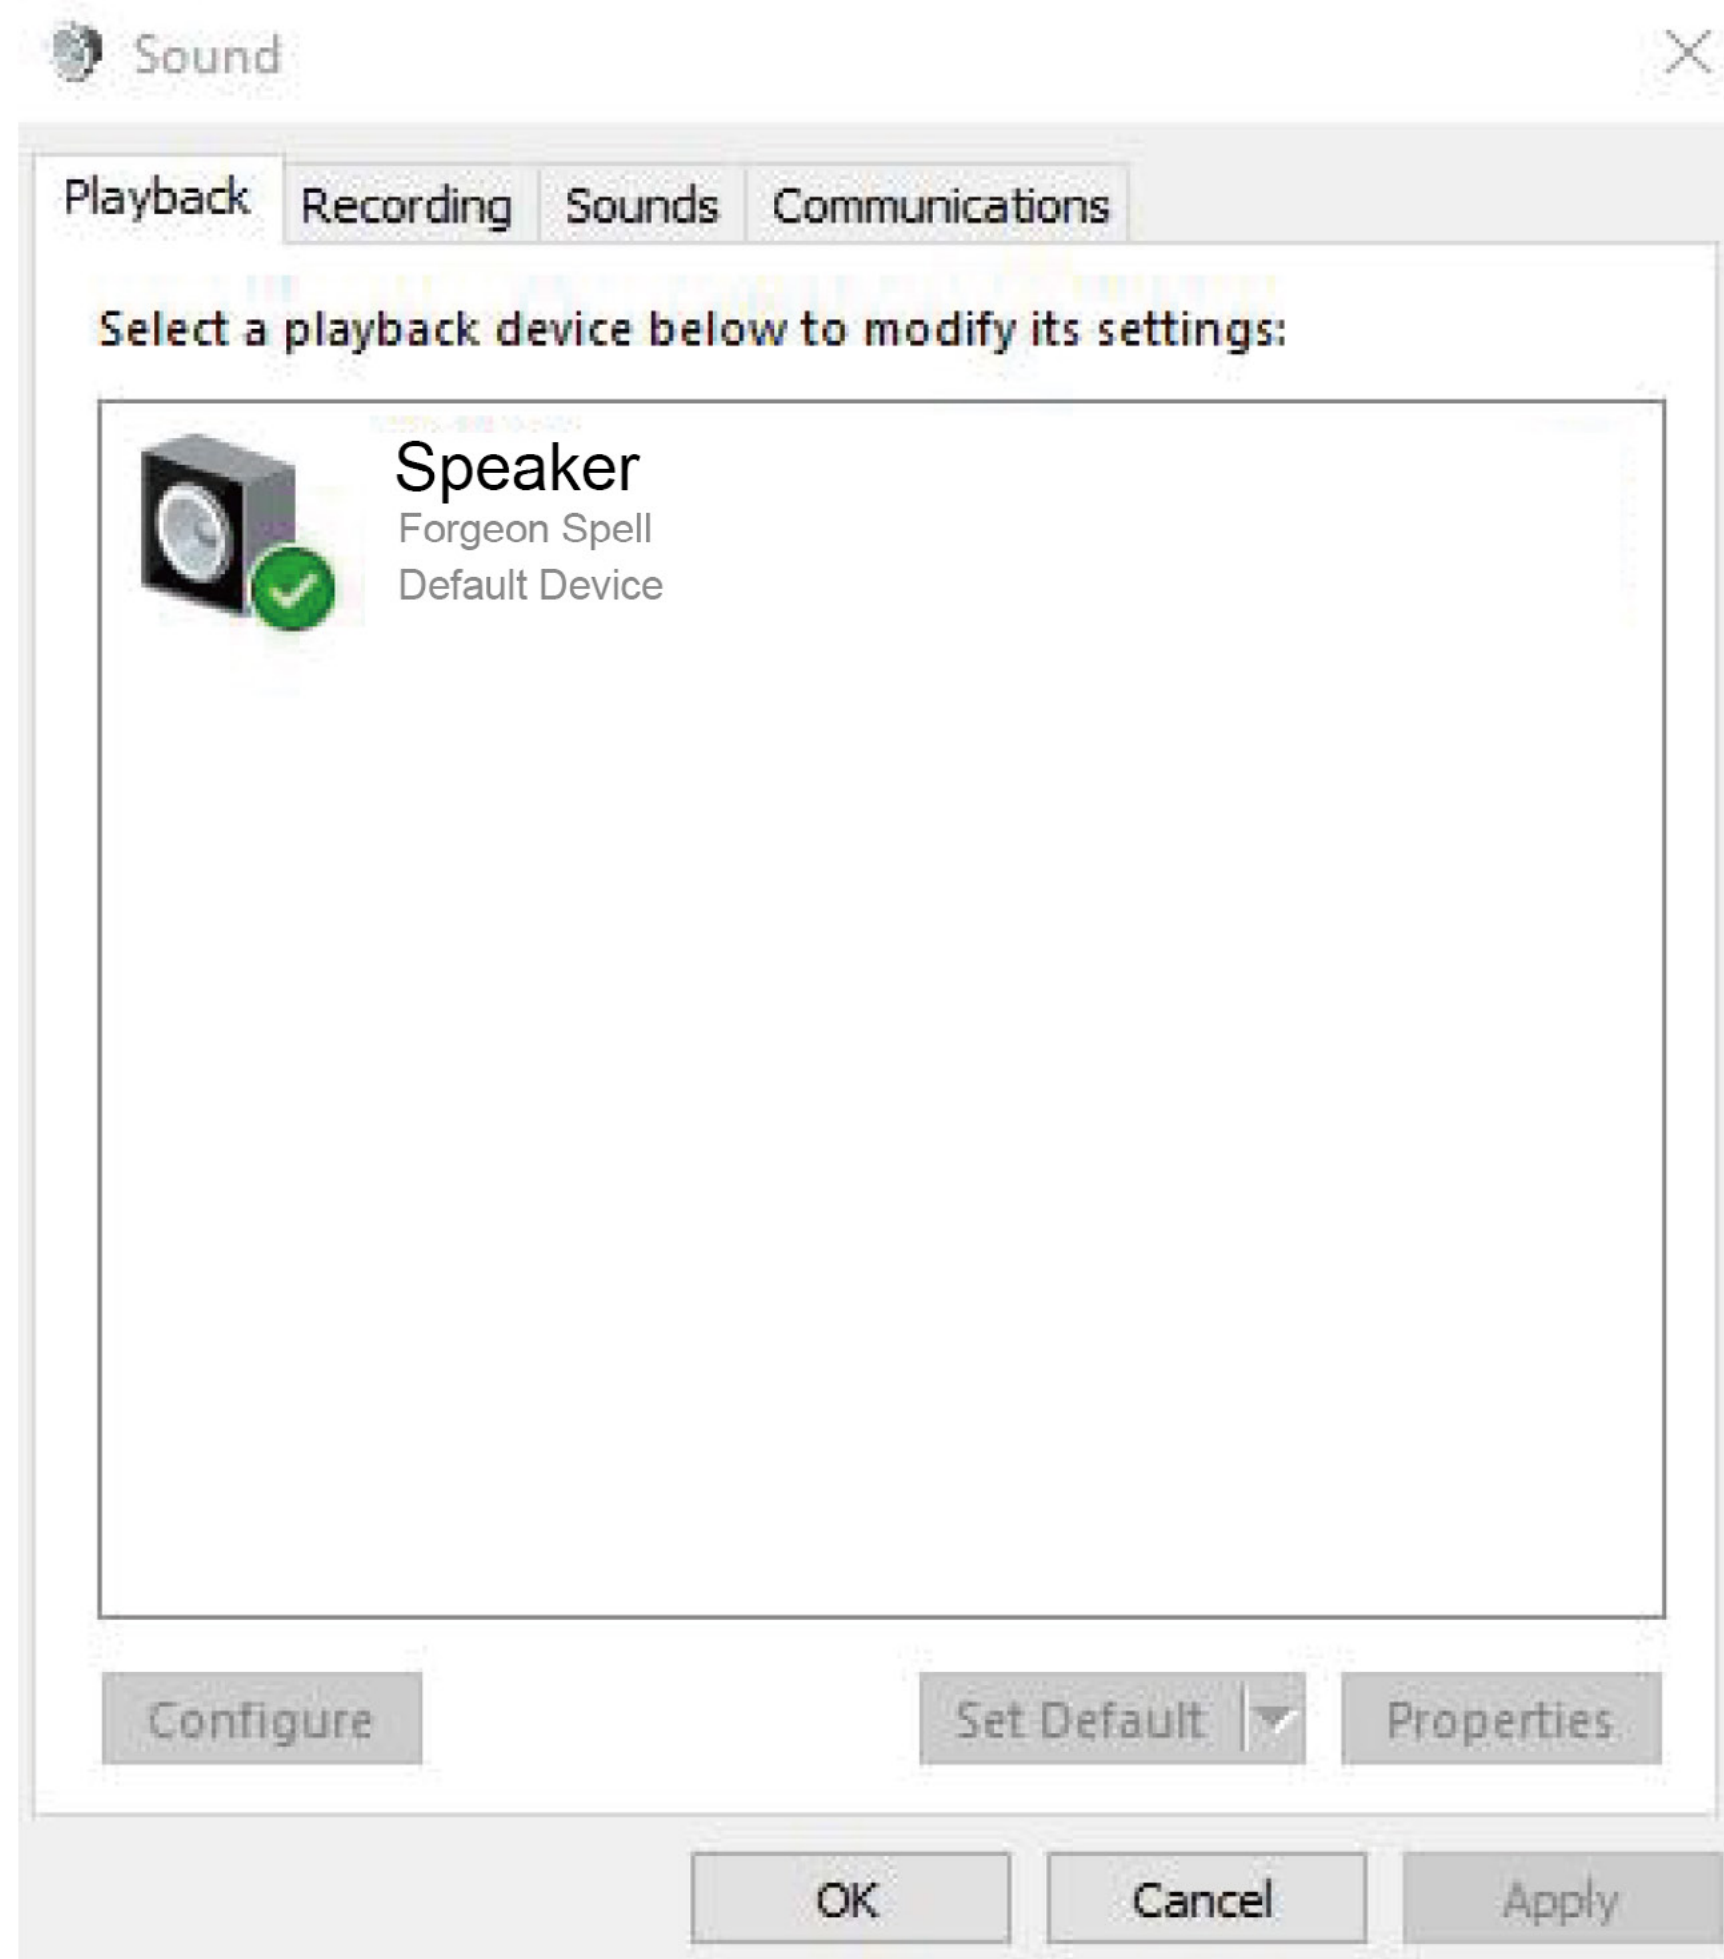 Sound
Playback Recording Sounds Communications
Select a playback device below to modify its settings:
Speaker
Forgeon Spell
Default Device
Configure Set Default Properties
OK Cancel Apply